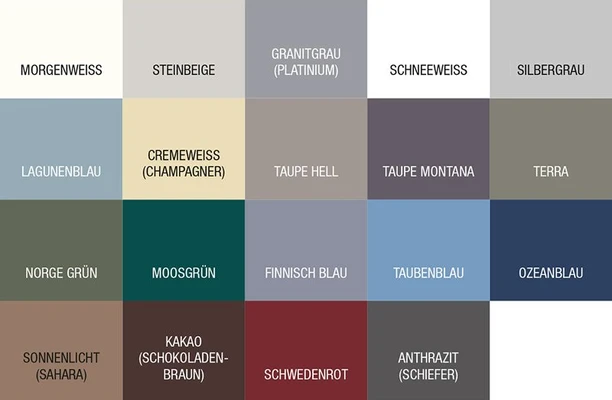 MORGENWEISS
STEINBEIGE
GRANITGRAU
(PLATINIUM)
SCHNEEWEISS
SILBERGRAU
LAGUNENBLAU
CREMEWEISS
(CHAMPAGNER)
TAUPE HELL
TAUPE MONTANA
TERRA
NORGE GRÜN
MOOSGRÜN
FINNISCH BLAU
TAUBENBLAU
OZEANBLAU
SONNENLICHT
(SAHARA)
KAKAO
(SCHOKOLADEN-
BRAUN)
SCHWEDENROT
ANTHRAZIT
(SCHIEFER)